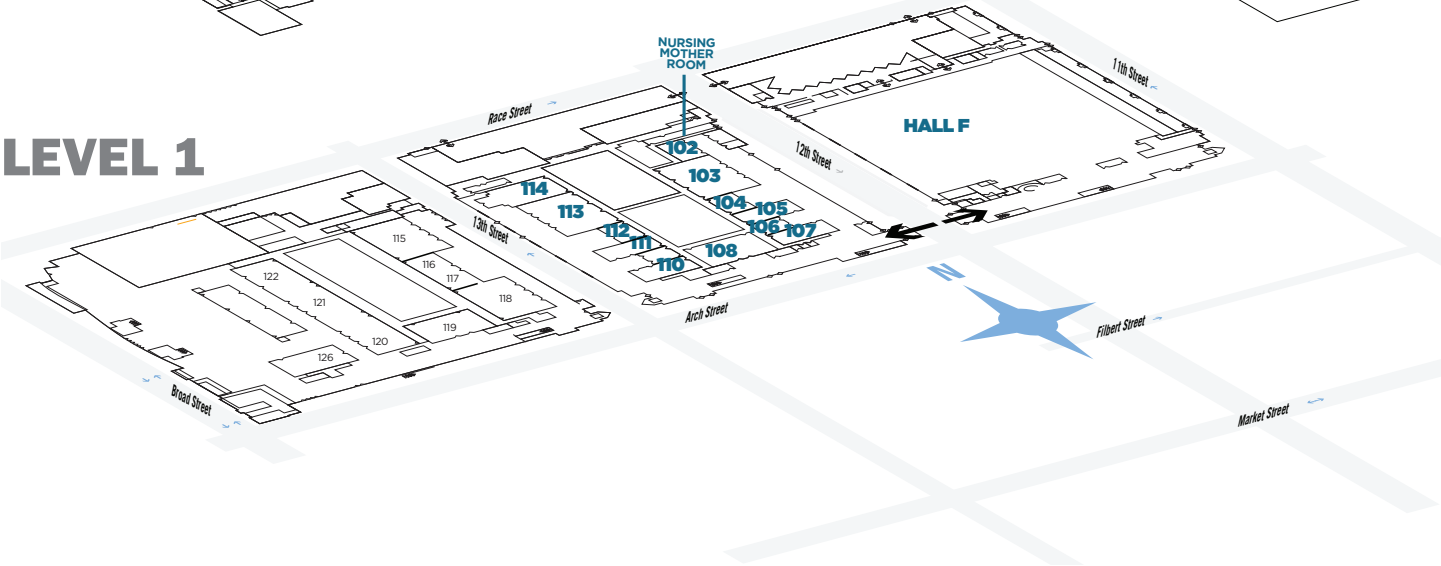 NURSING
MOTHER
ROOM
11th Street
Race Street
HALL F
LEVEL 1
102
12th Street
103
114
104
105
113
13th Street
112
106
107
115
111
108
116
110
122
117
N
121
118
Arch Street
119
Filbert Street
120
126
Broad Street
Market Street